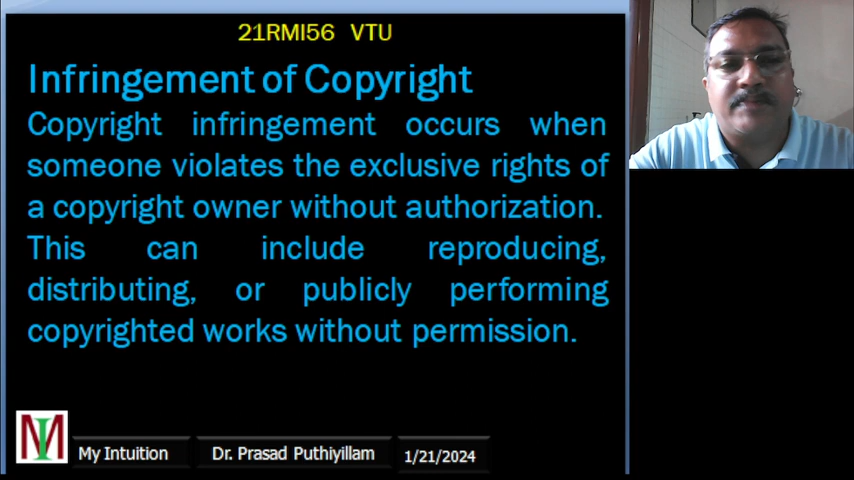 21RMI56 VTU
Infringement of Copyright
Copyright infringement occurs when
someone violates the exclusive rights of
a copyright owner without authorization.
This can include reproducing,
distributing, or publicly performing
copyrighted works without permission.
MI
My Intuition
Dr. Prasad Puthiyillam
1/21/2024